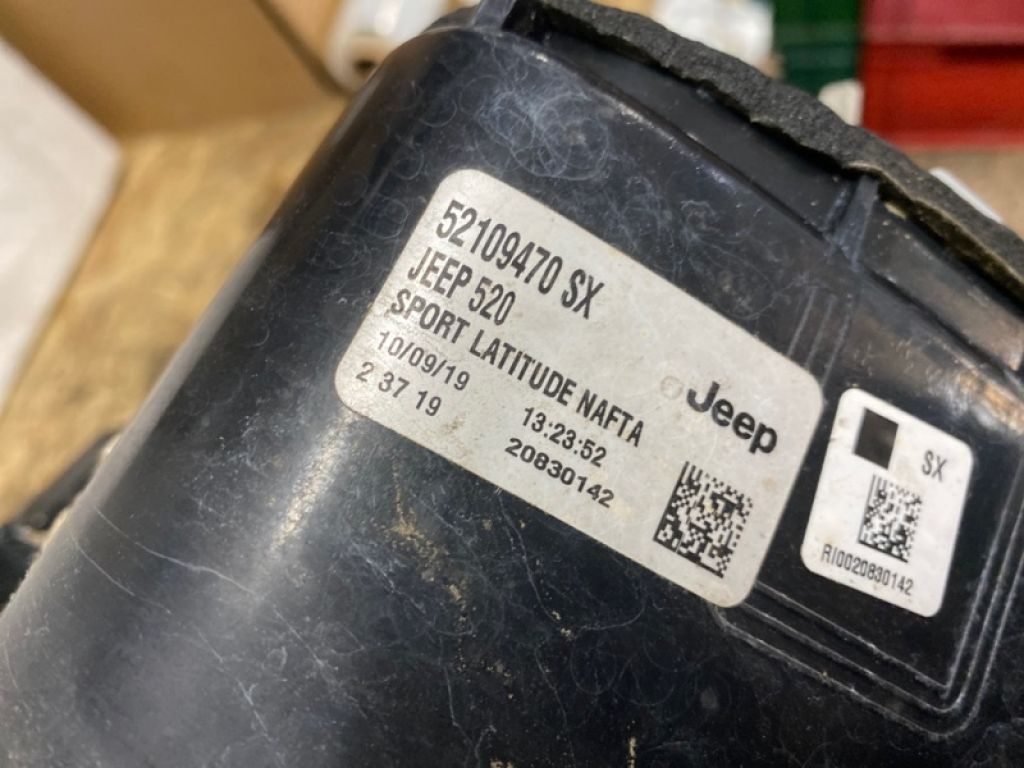 52109470 SX
JEEP 520
SPORT LATITUDE NAFTA
10/09/19 13:23:52
2 37 19 20830142
Jeep
SX
RI0020830142